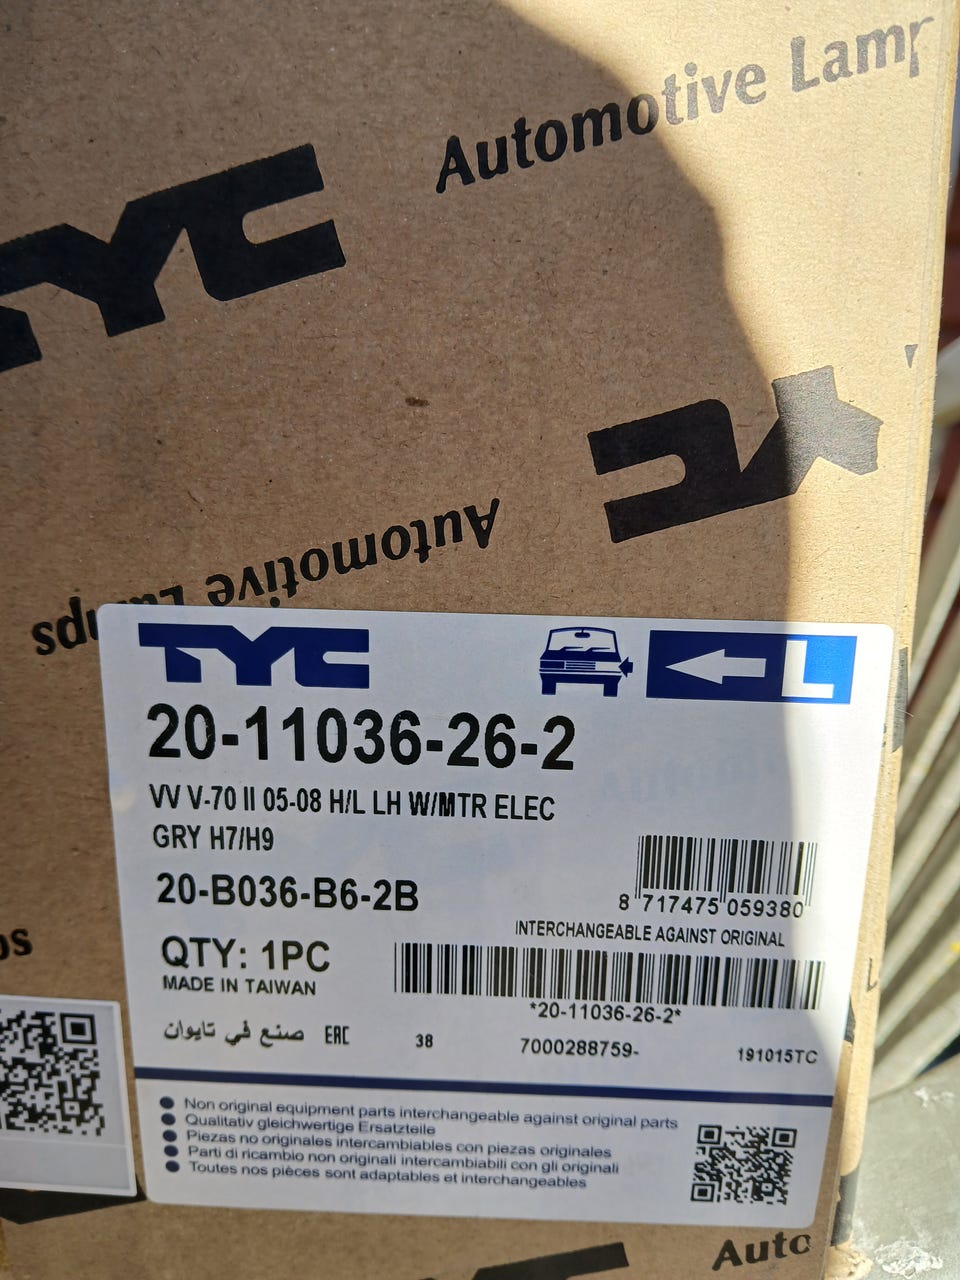 Automotive Lamp
TYC
TYC
Automotive Lamps
TYC
L
20-11036-26-2
VV V-70 II 05-08 H/L LH W/MTR ELEC
GRY H7/H9
20-B036-B6-2B
8 717475 059380
INTERCHANGEABLE AGAINST ORIGINAL
QTY: 1PC
MADE IN TAIWAN
*20-11036-26-2*
صنع في تايوان EAC 38 7000288759- 191015TC
Non original equipment parts interchangeable against original parts
Qualitativ gleichwertige Ersatzteile
Piezas no originales intercambiables con piezas originales
Parti di ricambio non originali intercambiabili con gli originali
Toutes nos pièces sont adaptables et interchangeables
ps
Auto
TYC